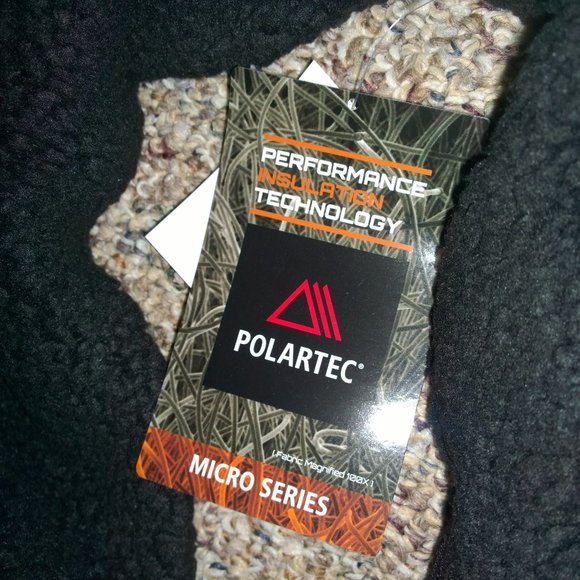 PERFORMANCE
INSULATION
TECHNOLOGY
POLARTEC®
[ Fabric Magnified 100X ]
MICRO SERIES